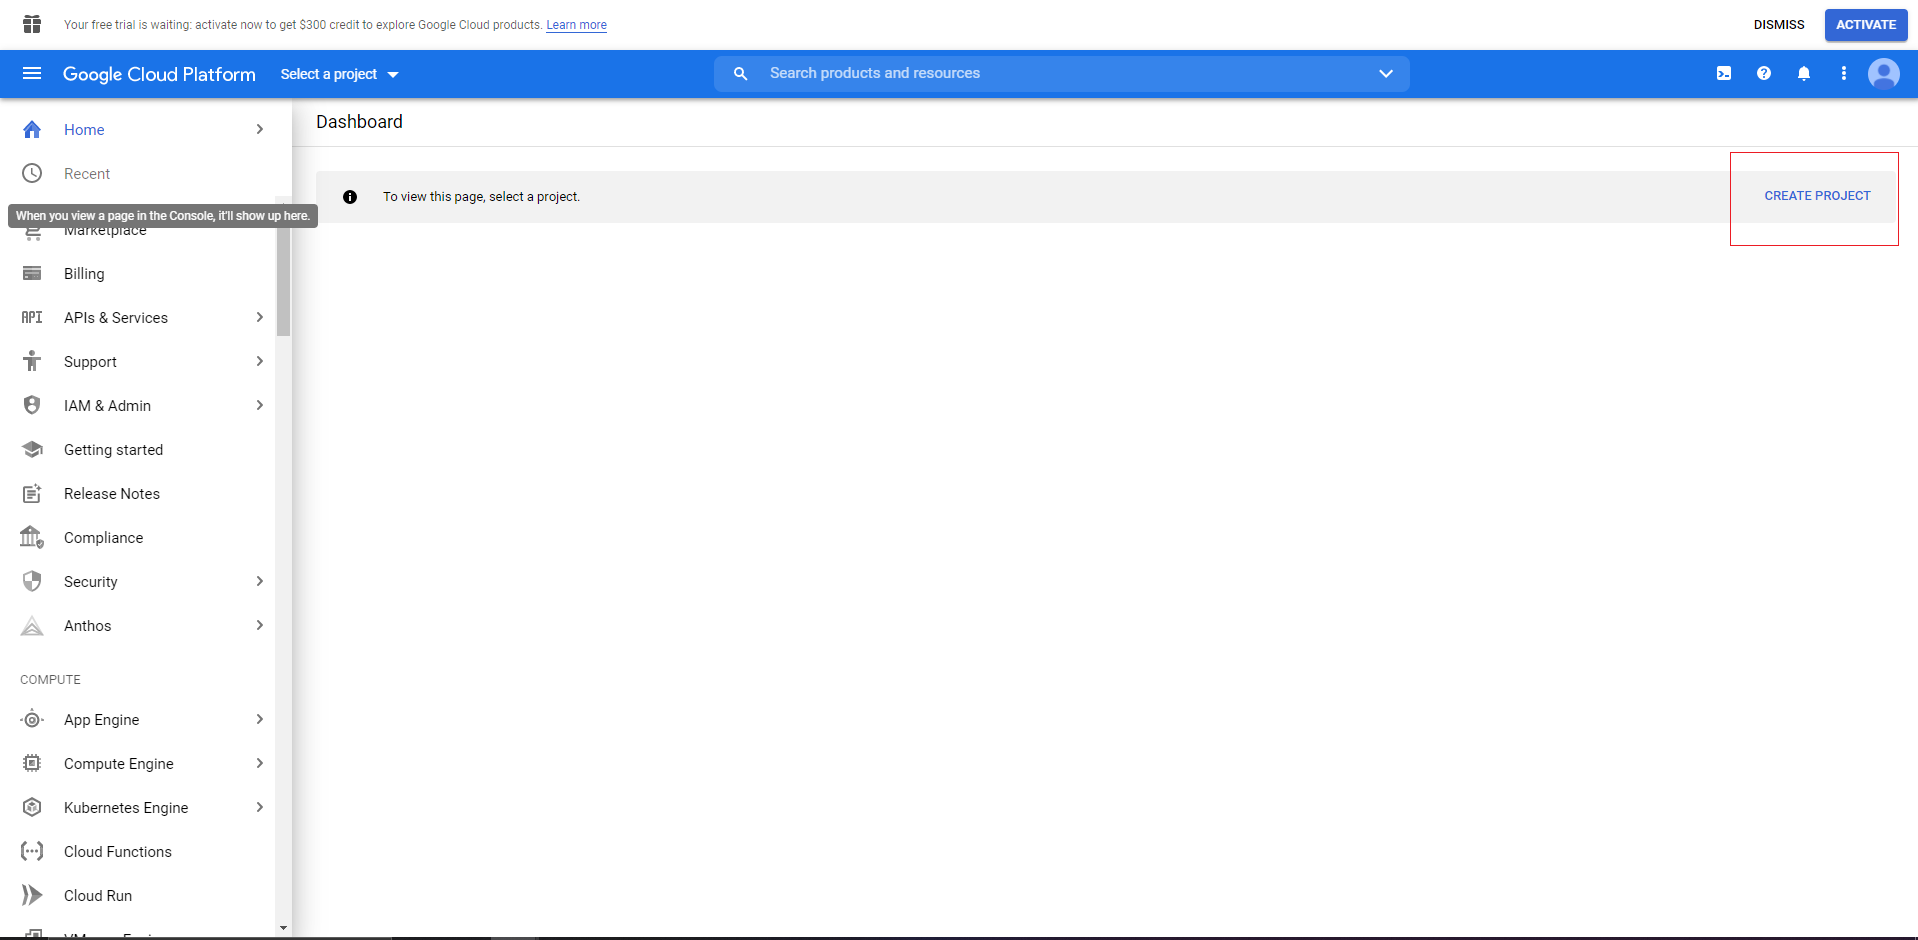 Your free trial is waiting: activate now to get $300 credit to explore Google Cloud products. Learn more
DISMISS
ACTIVATE
Google Cloud Platform
Select a project
Search products and resources
Home
Recent
When you view a page in the Console, it'll show up here.
Marketplace
Billing
API
APIs & Services
Support
IAM & Admin
Getting started
Release Notes
Compliance
Security
Anthos
COMPUTE
App Engine
Compute Engine
Kubernetes Engine
Cloud Functions
Cloud Run
Dashboard
To view this page, select a project.
CREATE PROJECT